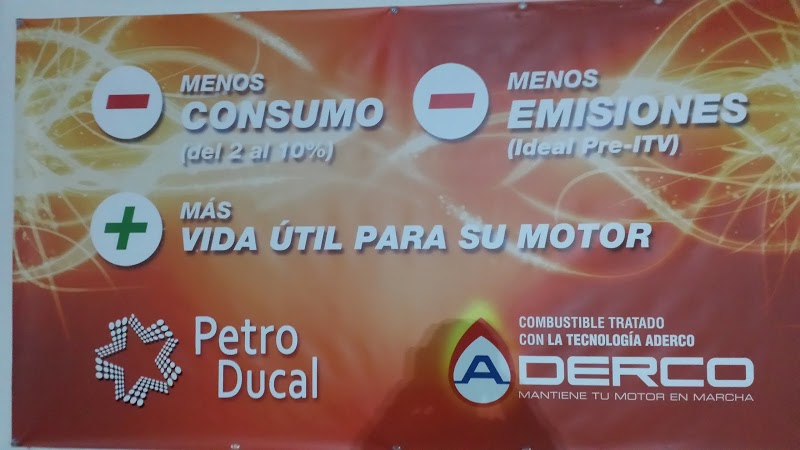 MENOS
CONSUMO
(del 2 al 10%)
MENOS
EMISIONES
(Ideal Pre-ITV)
MÁS
VIDA ÚTIL PARA SU MOTOR
Petro
Ducal
COMBUSTIBLE TRATADO
CON LA TECNOLOGÍA ADERCO
ADERCO
MANTIENE TU MOTOR EN MARCHA